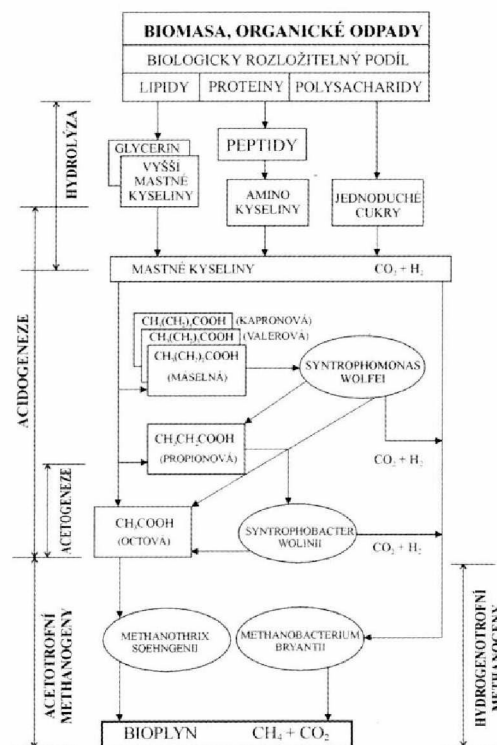 BIOMASA, ORGANICKÉ ODPADY
BIOLOGICKY ROZLOŽITELNÝ PODÍL
LIPIDY
PROTEINY
POLYSACHARIDY
HYDROLÝZA
GLYCERIN
VYŠŠÍ
MASTNÉ
KYSELINY
PEPTIDY
AMINO
KYSELINY
JEDNODUCHÉ
CUKRY
MASTNÉ KYSELINY
CO₂ + H₂
ACIDOGENEZE
CH₃(CH₂)₄COOH (KAPRONOVÁ)
CH₃(CH₂)₃COOH (VALEROVÁ)
CH₃(CH₂)₂COOH
(MÁSELNÁ)
SYNTROPHOMONAS
WOLFEI
CH₃CH₂COOH
(PROPIONOVÁ)
CO₂ + H₂
ACETOGENEZE
CH₃COOH
(OCTOVÁ)
SYNTROPHOBACTER
WOLINII
CO₂ + H₂
ACETOTROFNÍ
METHANOGENY
METHANOTHRIX
SOEHNGENII
METHANOBACTERIUM
BRYANTII
HYDROGENOTROFNÍ
METHANOGENY
BIOPLYN
CH₄ + CO₂